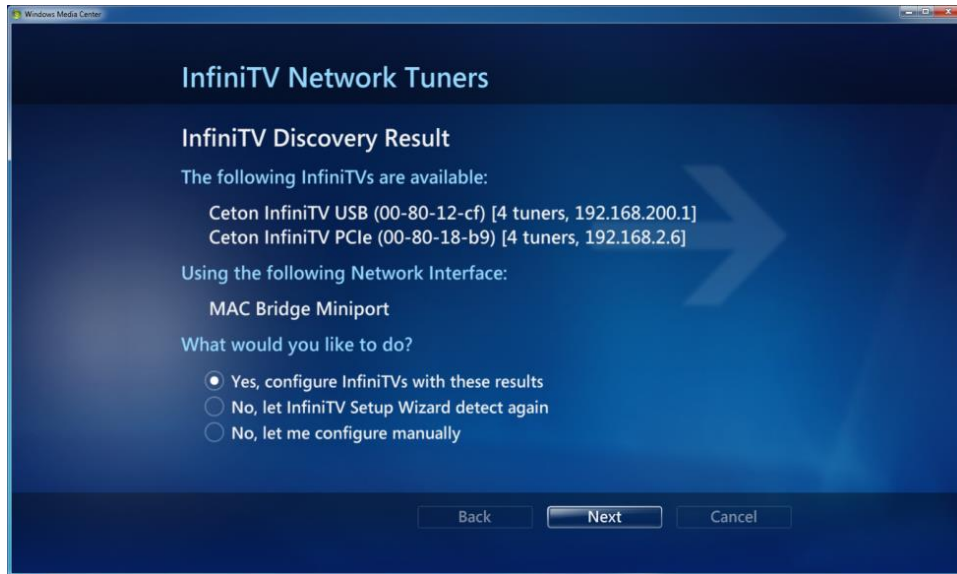 Windows Media Center
InfiniTV Network Tuners
InfiniTV Discovery Result
The following InfiniTVs are available:
Ceton InfiniTV USB (00-80-12-cf) [4 tuners, 192.168.200.1]
Ceton InfiniTV PCIe (00-80-18-b9) [4 tuners, 192.168.2.6]
Using the following Network Interface:
MAC Bridge Miniport
What would you like to do?
Yes, configure InfiniTVs with these results
No, let InfiniTV Setup Wizard detect again
No, let me configure manually
Back Next Cancel